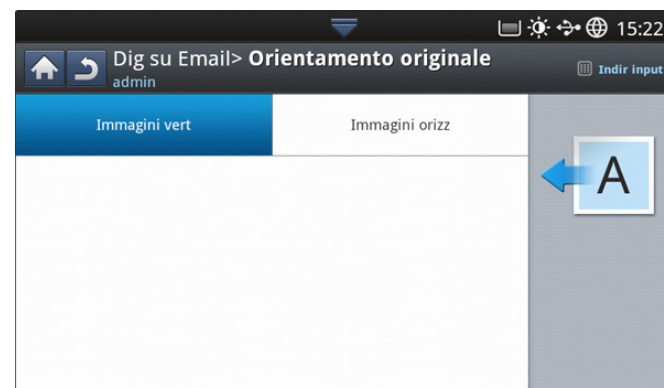 15:22
Dig su Email> Orientamento originale
admin
Indir input
Immagini vert
Immagini orizz
A